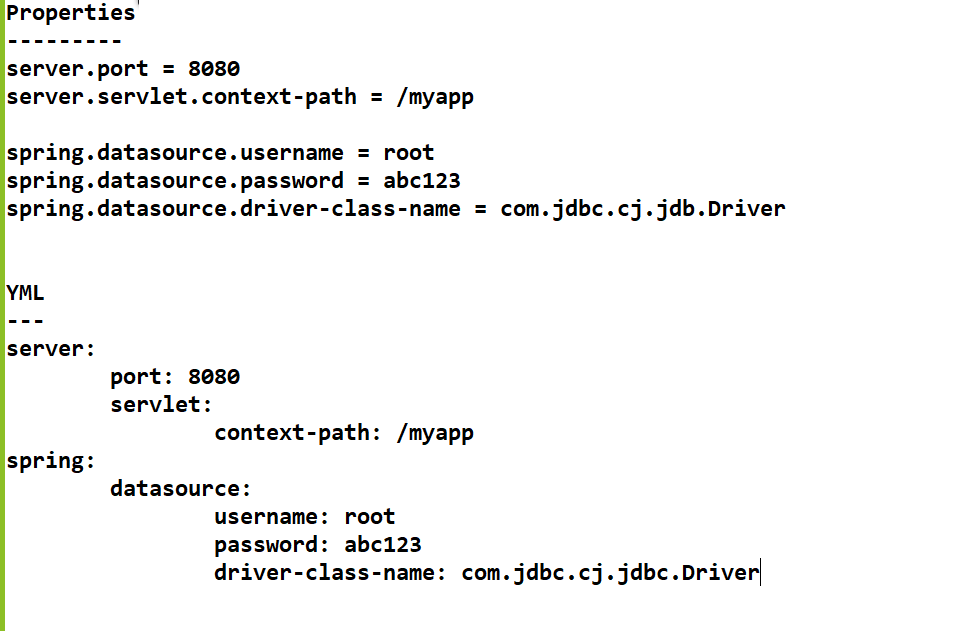 Properties
---------
server.port = 8080
server.servlet.context-path = /myapp
spring.datasource.username = root
spring.datasource.password = abc123
spring.datasource.driver-class-name = com.jdbc.cj.jdb.Driver
YML
---
server:
port: 8080
servlet:
context-path: /myapp
spring:
datasource:
username: root
password: abc123
driver-class-name: com.jdbc.cj.jdbc.Driver